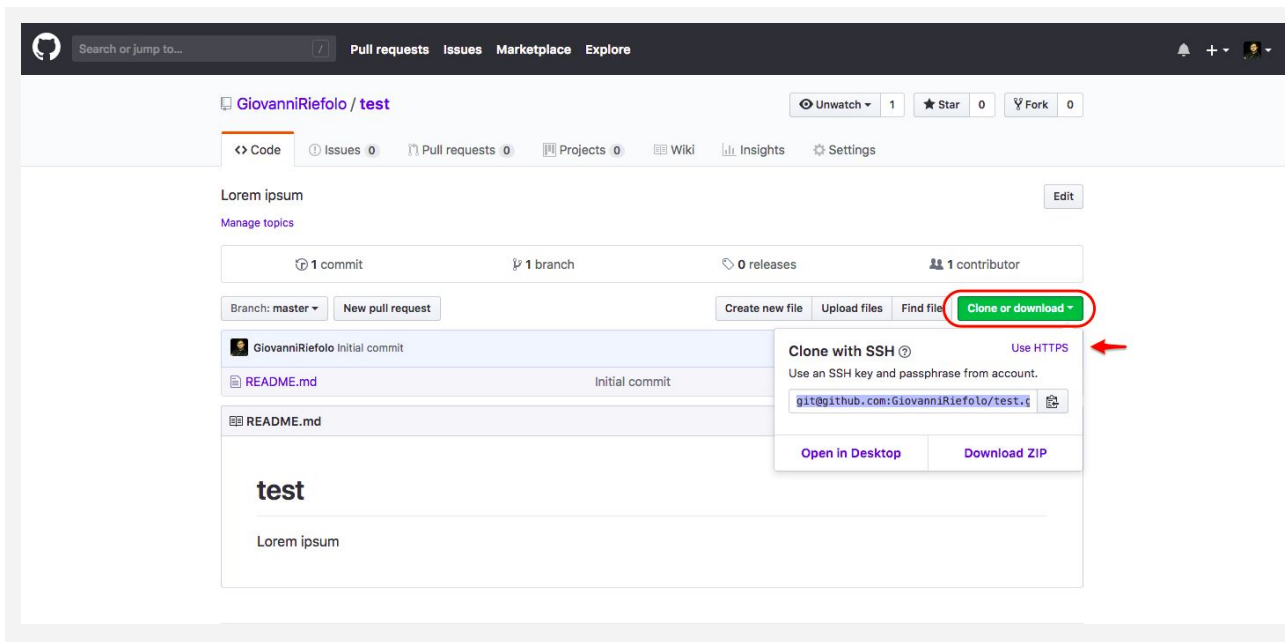 Search or jump to... /
Pull requests Issues Marketplace Explore
GiovanniRiefolo / test
Unwatch 1 Star 0 Fork 0
Code Issues 0 Pull requests 0 Projects 0 Wiki Insights Settings
Lorem ipsum
Edit
Manage topics
1 commit 1 branch 0 releases 1 contributor
Branch: master New pull request Create new file Upload files Find file Clone or download
GiovanniRiefolo Initial commit
README.md Initial commit
Clone with SSH ? Use HTTPS
Use an SSH key and passphrase from account.
git@github.com:GiovanniRiefolo/test.g
Open in Desktop Download ZIP
README.md
test
Lorem ipsum